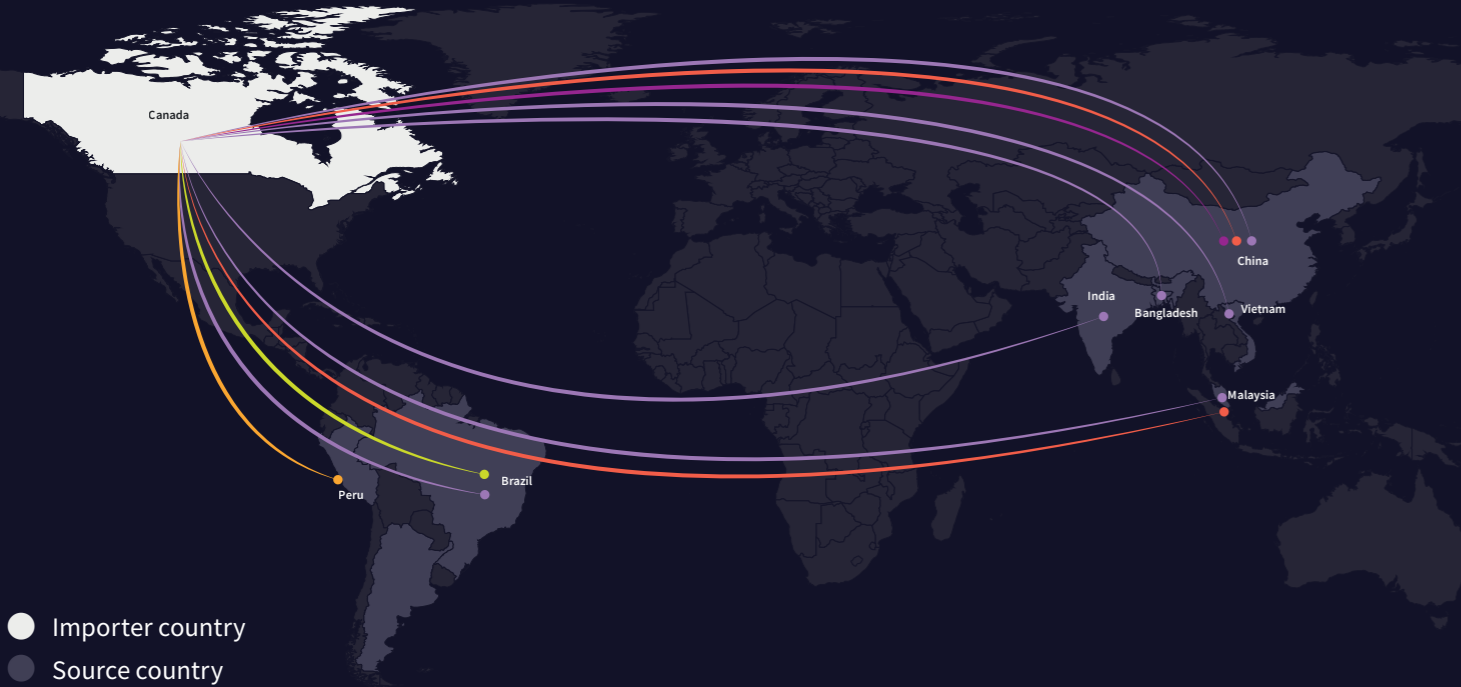 Canada
China
India
Bangladesh
Vietnam
Malaysia
Brazil
Peru
Importer country
Source country